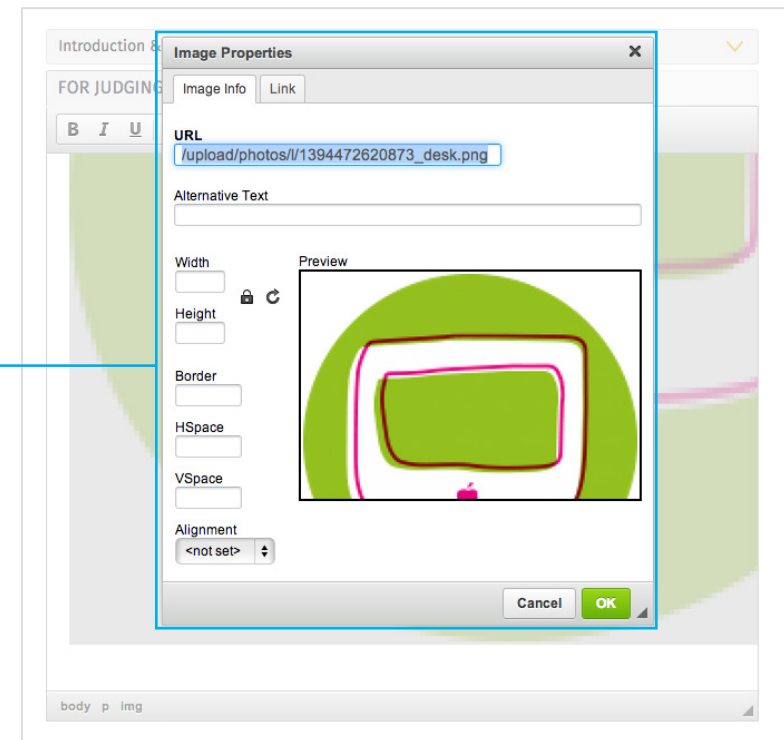 Introduction &
Image Properties
FOR JUDGING
Image Info Link
B I U
URL
/upload/photos/l/1394472620873_desk.png
Alternative Text
Width
Preview
Height
Border
HSpace
VSpace
Alignment
<not set>
Cancel OK
body p img